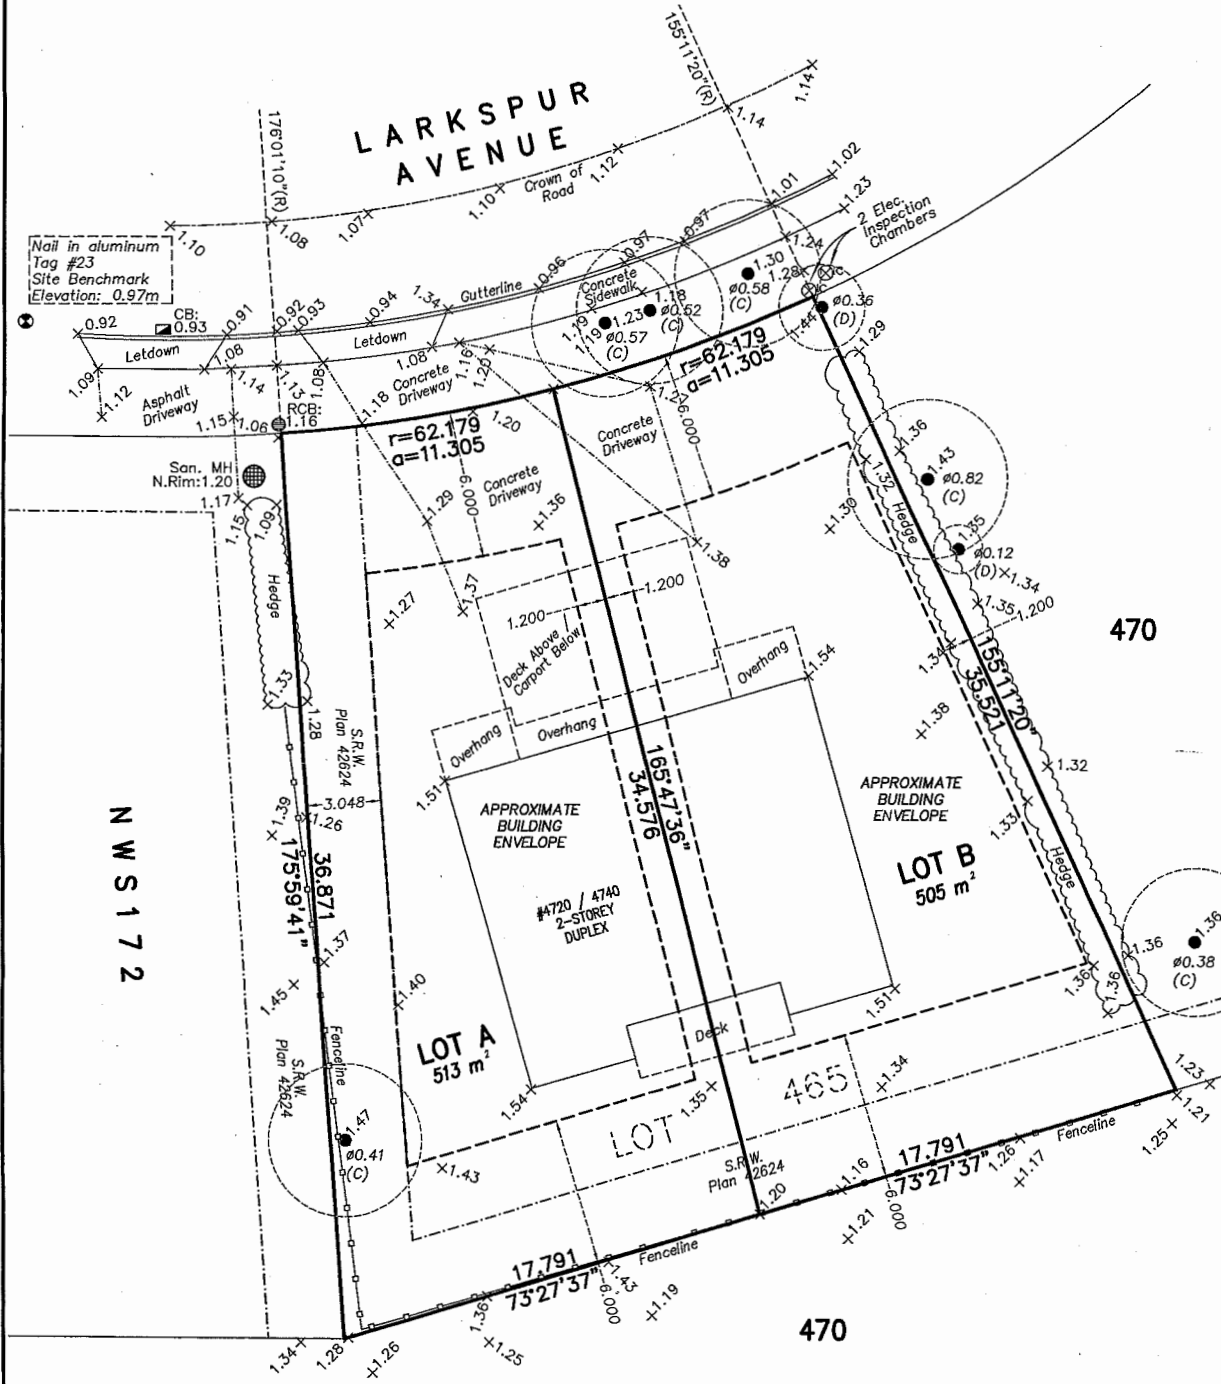 LARKSPUR
AVENUE
176°01'10"(R)
155°11'20"(R)
1.14
1.14
1.12
Crown of
Road
1.10
1.07
1.08
1.10
1.02
1.01
1.23
2 Elec.
Inspection
Chambers
1.24
1.28
0.97
0.97
0.96
Gutterline
Concrete
Sidewalk
1.30
ø0.58
(C)
1.18
ø0.52
(C)
1.23
ø0.57
(C)
1.19
1.19
ø0.36
(D)
1.44
1.29
Nail in aluminum
Tag #23
Site Benchmark
Elevation: 0.97m
CB:
0.93
0.92
0.91
0.92
0.93
0.94
1.34
Letdown
Letdown
1.08
1.08
1.08
1.09
1.12
Asphalt
Driveway
1.14
1.13
1.15
1.06
RCB:
1.16
Concrete
Driveway
1.16
1.20
1.18
1.20
r=62.179
a=11.305
r=62.179
a=11.305
6.000
6.000
Concrete
Driveway
Concrete
Driveway
San. MH
N.Rim:1.20
1.17
1.15
1.09
Hedge
1.29
1.36
1.37
1.27
1.38
1.30
1.32
Hedge
1.36
1.43
ø0.82
(C)
1.35
ø0.12
(D)
1.34
1.35
1.200
1.200
1.200
Deck Above
Carport Below
Overhang
Overhang
Overhang
1.54
1.34
155°11'20"
35.521
470
1.33
1.28
S.R.W.
Plan 42624
3.048
1.39
1.26
175°59'41"
36.871
1.51
APPROXIMATE
BUILDING
ENVELOPE
#4720 / 4740
2-STOREY
DUPLEX
165°47'36"
34.576
APPROXIMATE
BUILDING
ENVELOPE
LOT B
505 m²
1.38
1.32
1.33
Hedge
NWS172
1.37
1.45
1.40
LOT A
513 m²
Deck
1.51
1.36
1.36
1.36
1.36
ø0.38
(C)
S.R.W.
Plan 42624
Fenceline
1.47
ø0.41
(C)
1.54
1.35
LOT 465
1.34
1.43
S.R.W.
Plan 42624
1.23
1.21
1.25
Fenceline
1.26
1.17
17.791
73°27'37"
6.000
1.16
1.21
1.20
Fenceline
17.791
73°27'37"
6.000
1.43
1.19
1.36
1.25
1.34
1.28
1.26
470